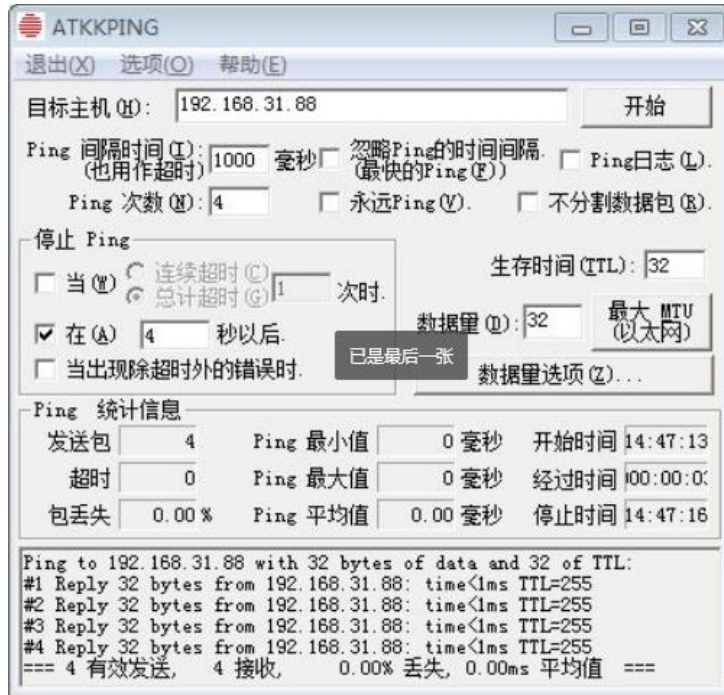 ATKKPING
退出(X) 选项(O) 帮助(E)
目标主机(H): 192.168.31.88 开始
Ping 间隔时间(I): 1000 毫秒 忽略Ping的时间间隔. Ping日志(L).
(也用作超时) (最快的Ping(F))
Ping 次数(N): 4 永远Ping(V). 不分割数据包(R).
停止 Ping
当(W) 连续超时(C) 1 次时.
总计超时(G)
生存时间(TTL): 32
在(A) 4 秒以后.
数据量(D): 32 最大 MTU
(以太网)
已是最后一张
当出现除超时外的错误时.
数据量选项(Z)...
Ping 统计信息
发送包 4 Ping 最小值 0 毫秒 开始时间 14:47:13
超时 0 Ping 最大值 0 毫秒 经过时间 00:00:0
包丢失 0.00 % Ping 平均值 0.00 毫秒 停止时间 14:47:16
Ping to 192.168.31.88 with 32 bytes of data and 32 of TTL:
#1 Reply 32 bytes from 192.168.31.88: time<1ms TTL=255
#2 Reply 32 bytes from 192.168.31.88: time<1ms TTL=255
#3 Reply 32 bytes from 192.168.31.88: time<1ms TTL=255
#4 Reply 32 bytes from 192.168.31.88: time<1ms TTL=255
=== 4 有效发送, 4 接收, 0.00% 丢失, 0.00ms 平均值 ===